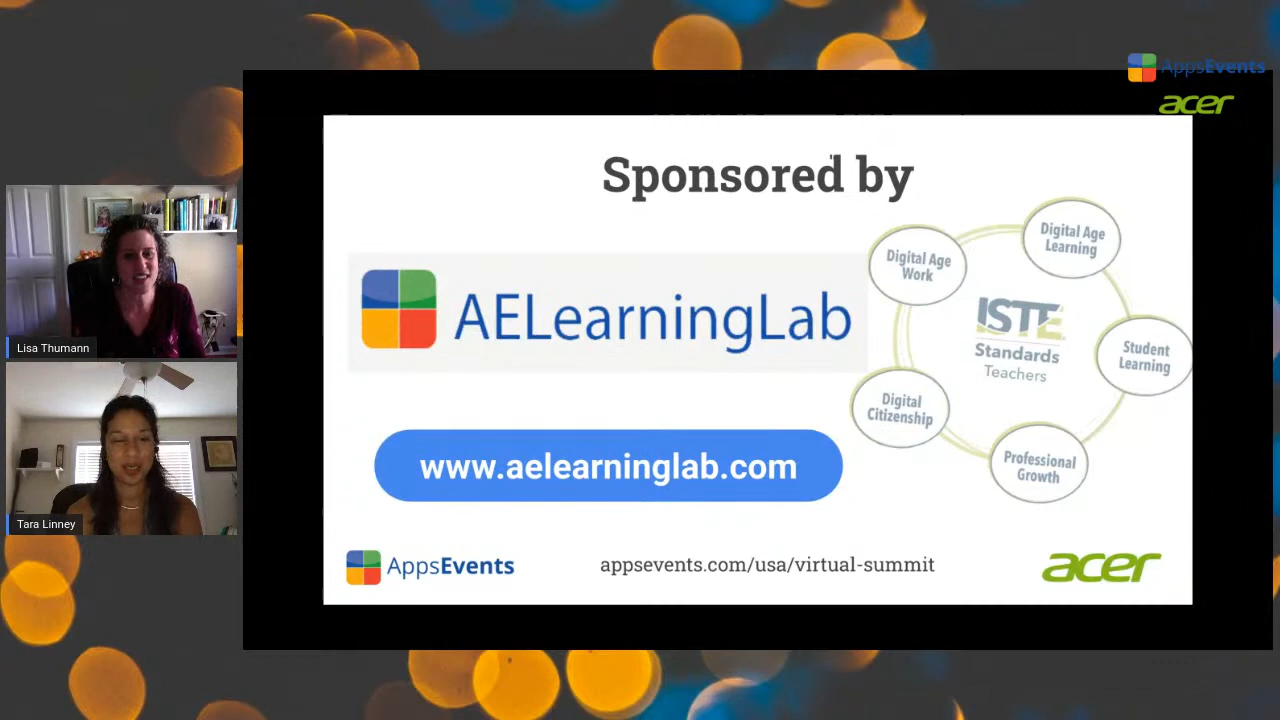 AppsEvents
acer
Sponsored by
AELearningLab
www.aelearninglab.com
Digital Age
Learning
Digital Age
Work
ISTE
Standards
Teachers
Student
Learning
Digital
Citizenship
Professional
Growth
AppsEvents
appsevents.com/usa/virtual-summit
acer
Lisa Thumann
Tara Linney